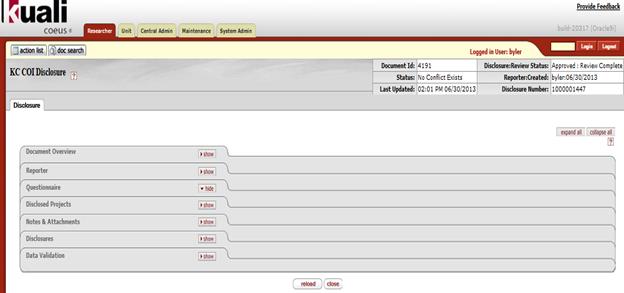 Kuali
coeus
Provide Feedback
Researcher Unit Central Admin Maintenance System Admin
build-20317 (Oracle9i)
action list doc search
Logged in User: byler
Login Logout
KC COI Disclosure ?
Document Id: 4191 Disclosure:Review Status: Approved : Review Complete
Status: No Conflict Exists Reporter:Created: byler:06/30/2013
Last Updated: 02:01 PM 06/30/2013 Disclosure Number: 1000001447
Disclosure
expand all collapse all
?
Document Overview show
Reporter show
Questionnaire hide
Disclosed Projects show
Notes & Attachments show
Disclosures show
Data Validation show
reload close